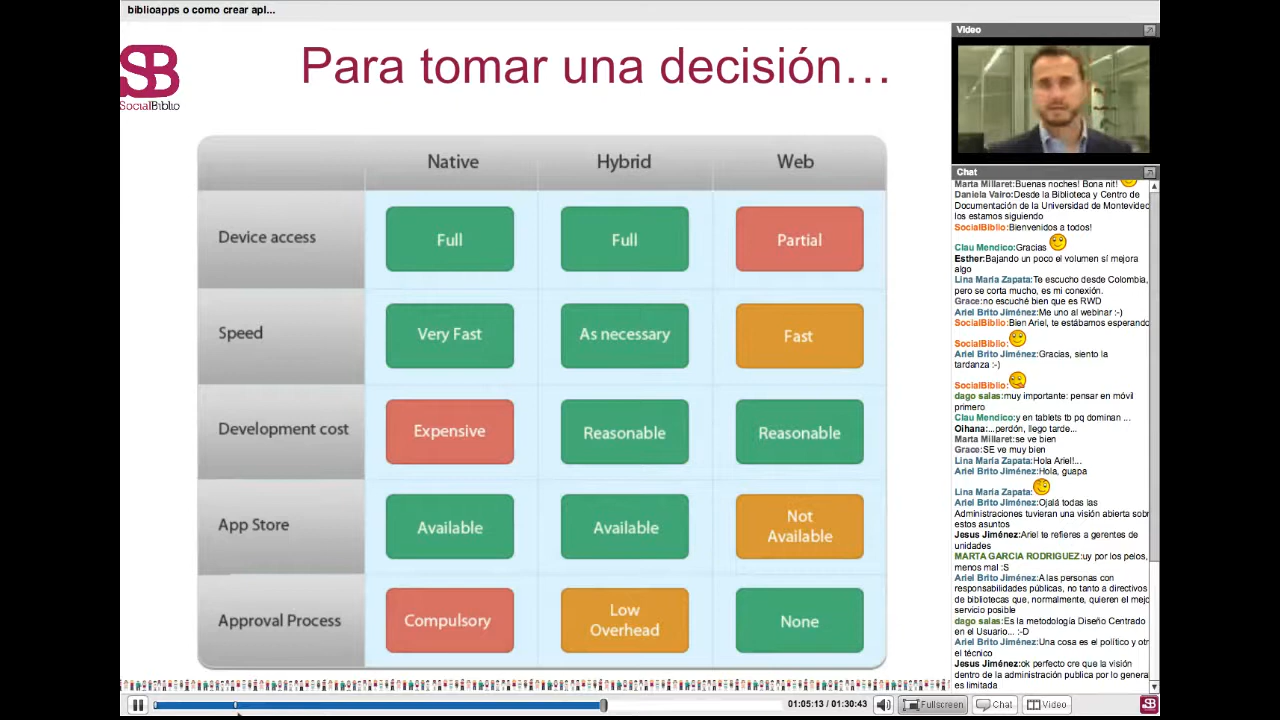 biblioapps o como crear apl...
SB
SocialBiblio
Para tomar una decisión…
Native Hybrid Web
Device access Full Full Partial
Speed Very Fast As necessary Fast
Development cost Expensive Reasonable Reasonable
App Store Available Available Not
Available
Approval Process Compulsory Low
Overhead None
Video
Chat
Marta Millaret:Buenas noches! Bona nit!
Daniela Vairo:Desde la Biblioteca y Centro de
Documentación de la Universidad de Montevideo
los estamos siguiendo
SocialBiblio:Bienvenidos a todos!
Clau Mendico:Gracias
Esther:Bajando un poco el volumen sí mejora
algo
Lina María Zapata:Te escucho desde Colombia,
pero se corta mucho, es mi conexión.
Grace:no escuché bien que es RWD
Ariel Brito Jiménez:Me uno al webinar :-)
SocialBiblio:Bien Ariel, te estábamos esperando
SocialBiblio:
Ariel Brito Jiménez:Gracias, siento la
tardanza :-)
SocialBiblio:
dago salas:muy importante: pensar en móvil
primero
Clau Mendico:y en tablets tb pq dominan ...
Oihana:...perdón, llego tarde...
Marta Millaret:se ve bien
Grace:SE ve muy bien
Lina María Zapata:Hola Ariel!...
Ariel Brito Jiménez:Hola, guapa
Lina María Zapata:
Ariel Brito Jiménez:Ojalá todas las
Administraciones tuvieran una visión abierta sobr
estos asuntos
Jesus Jiménez:Ariel te refieres a gerentes de
unidades
MARTA GARCIA RODRIGUEZ:uy por los pelos,
menos mal :S
Ariel Brito Jiménez:A las personas con
responsabilidades públicas, no tanto a directivos
de bibliotecas que, normalmente, quieren el mejo
servicio posible
dago salas:Es la metodología Diseño Centrado
en el Usuario... :-D
Ariel Brito Jiménez:Una cosa es el político y otr
el técnico
Jesus Jiménez:ok perfecto cre que la visión
dentro de la administración publica por lo genera
es limitada
01:05:13 / 01:30:43
Fullscreen Chat Video
SB